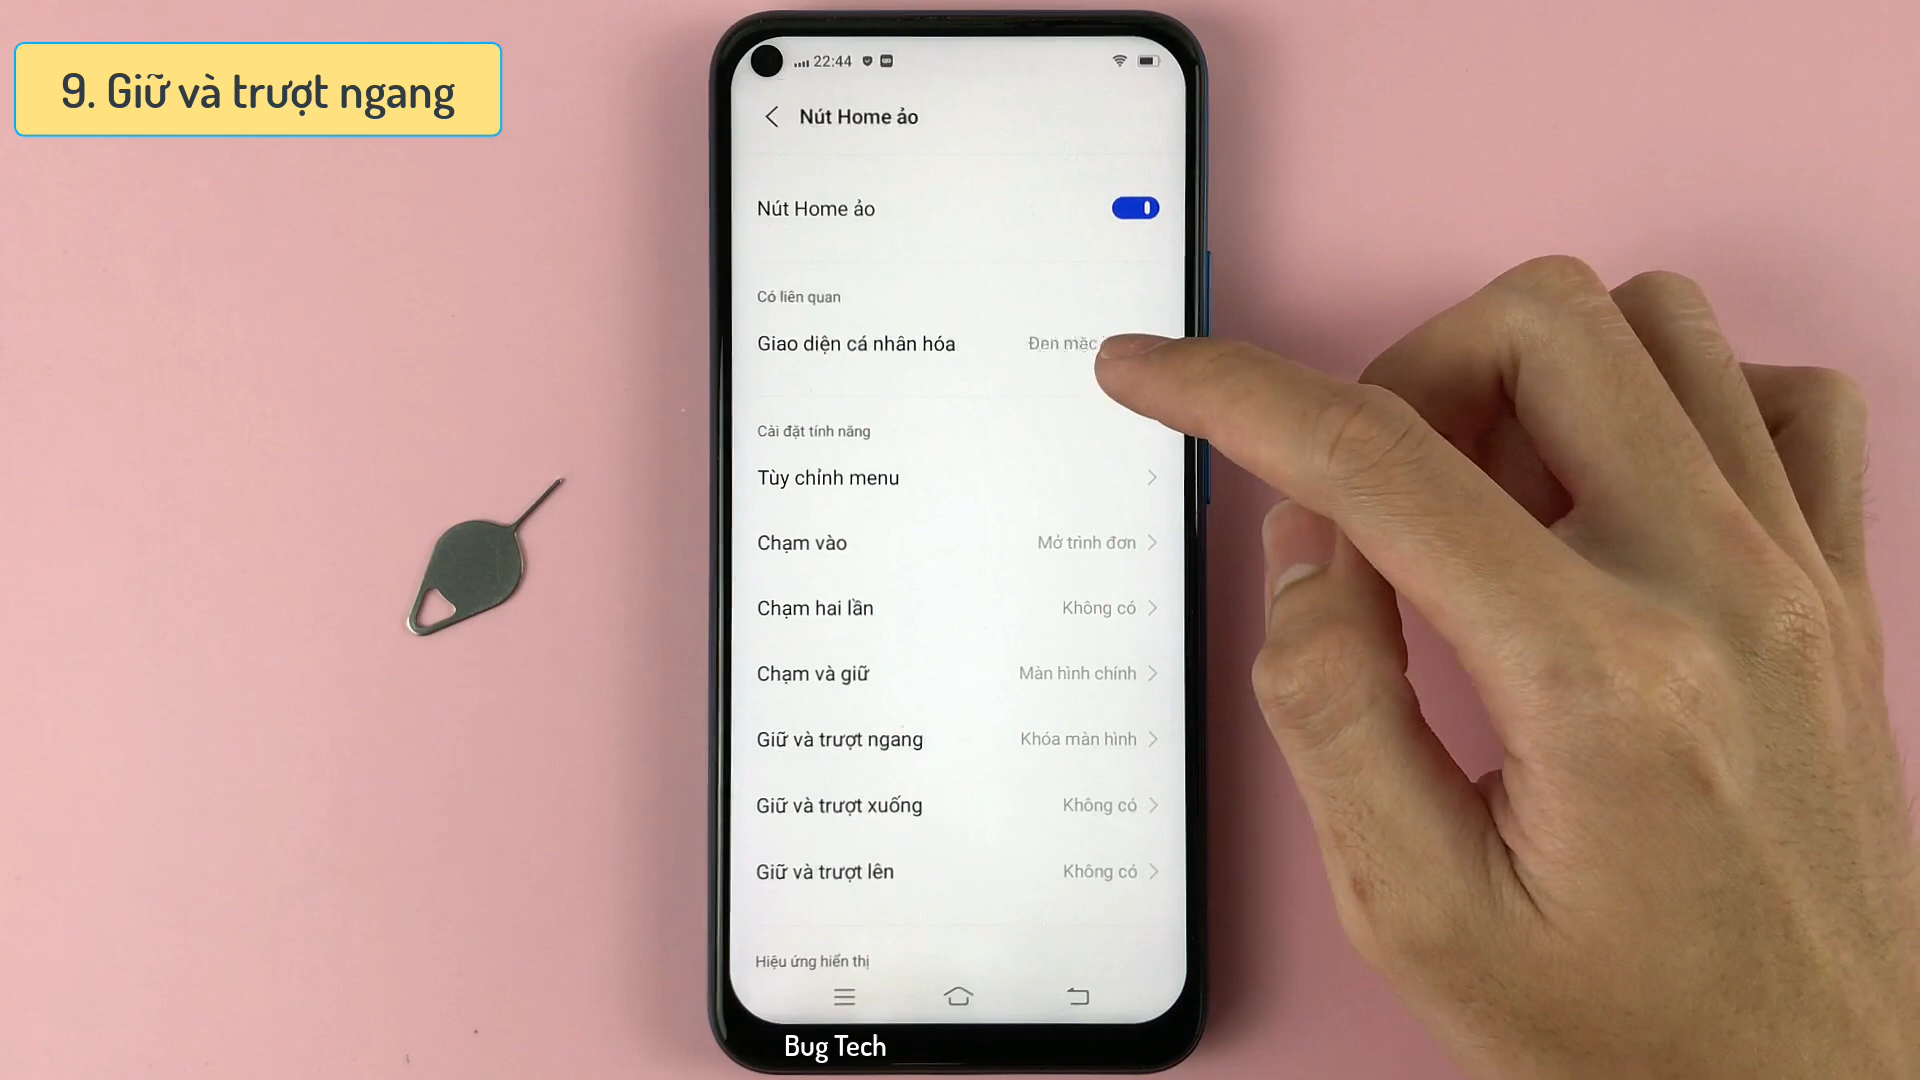 9. Giữ và trượt ngang
22:44
Nút Home ảo
Nút Home ảo
Có liên quan
Giao diện cá nhân hóa Đen mặc
Cài đặt tính năng
Tùy chỉnh menu
Chạm vào Mở trình đơn
Chạm hai lần Không có
Chạm và giữ Màn hình chính
Giữ và trượt ngang Khóa màn hình
Giữ và trượt xuống Không có
Giữ và trượt lên Không có
Hiệu ứng hiển thị
Bug Tech